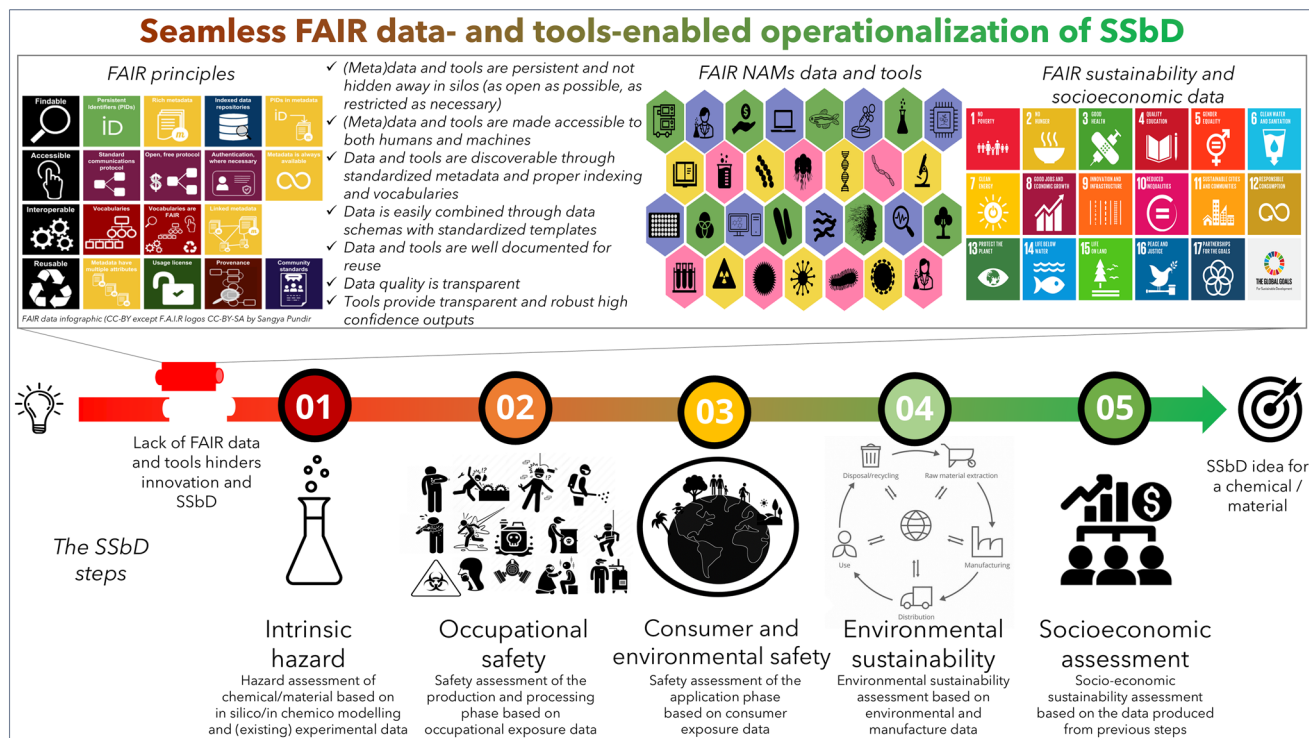 Seamless FAIR data- and tools-enabled operationalization of SSbD
FAIR principles
Findable
Persistent
Identifiers (PIDs)
iD
Rich metadata
m
Indexed data
repositories
PIDs in metadata
iD
m
Accessible
Standard
communications
protocol
Open, free protocol
$
Authentication,
where necessary
Metadata is always
available
Interoperable
Vocabularies
Vocabularies are
FAIR
Linked metadata
Reusable
Metadata have
multiple attributes
Usage license
Provenance
Community
standards
FAIR data infographic (CC-BY except F.A.I.R logos CC-BY-SA by Sangya Pundir
✓ (Meta)data and tools are persistent and not
hidden away in silos (as open as possible, as
restricted as necessary)
✓ (Meta)data and tools are made accessible to
both humans and machines
✓ Data and tools are discoverable through
standardized metadata and proper indexing
and vocabularies
✓ Data is easily combined through data
schemas with standardized templates
✓ Data and tools are well documented for
reuse
✓ Data quality is transparent
✓ Tools provide transparent and robust high
confidence outputs
FAIR NAMs data and tools
$
FAIR sustainability and
socioeconomic data
1 NO
POVERTY
2 NO
HUNGER
3 GOOD
HEALTH
4 QUALITY
EDUCATION
5 GENDER
EQUALITY
6 CLEAN WATER
AND SANITATION
7 CLEAN
ENERGY
8 GOOD JOBS AND
ECONOMIC GROWTH
9 INNOVATION AND
INFRASTRUCTURE
10 REDUCED
INEQUALITIES
11 SUSTAINABLE CITIES
AND COMMUNITIES
12 RESPONSIBLE
CONSUMPTION
13 PROTECT THE
PLANET
14 LIFE BELOW
WATER
15 LIFE
ON LAND
16 PEACE AND
JUSTICE
17 PARTNERSHIPS
FOR THE GOALS
THE GLOBAL GOALS
For Sustainable Development
01
02
03
04
05
Lack of FAIR data
and tools hinders
innovation and
SSbD
SSbD idea for
a chemical /
material
The SSbD
steps
Disposal/recycling
Raw material extraction
Use
Manufacturing
Distribution
$
Intrinsic
hazard
Hazard assessment of
chemical/material based on
in silico/in chemico modelling
and (existing) experimental data
Occupational
safety
Safety assessment of the
production and processing
phase based on
occupational exposure data
Consumer and
environmental safety
Safety assessment of the
application phase
based on consumer
exposure data
Environmental
sustainability
Environmental sustainability
assessment based on
environmental and
manufacture data
Socioeconomic
assessment
Socio-economic
sustainability assessment
based on the data produced
from previous steps